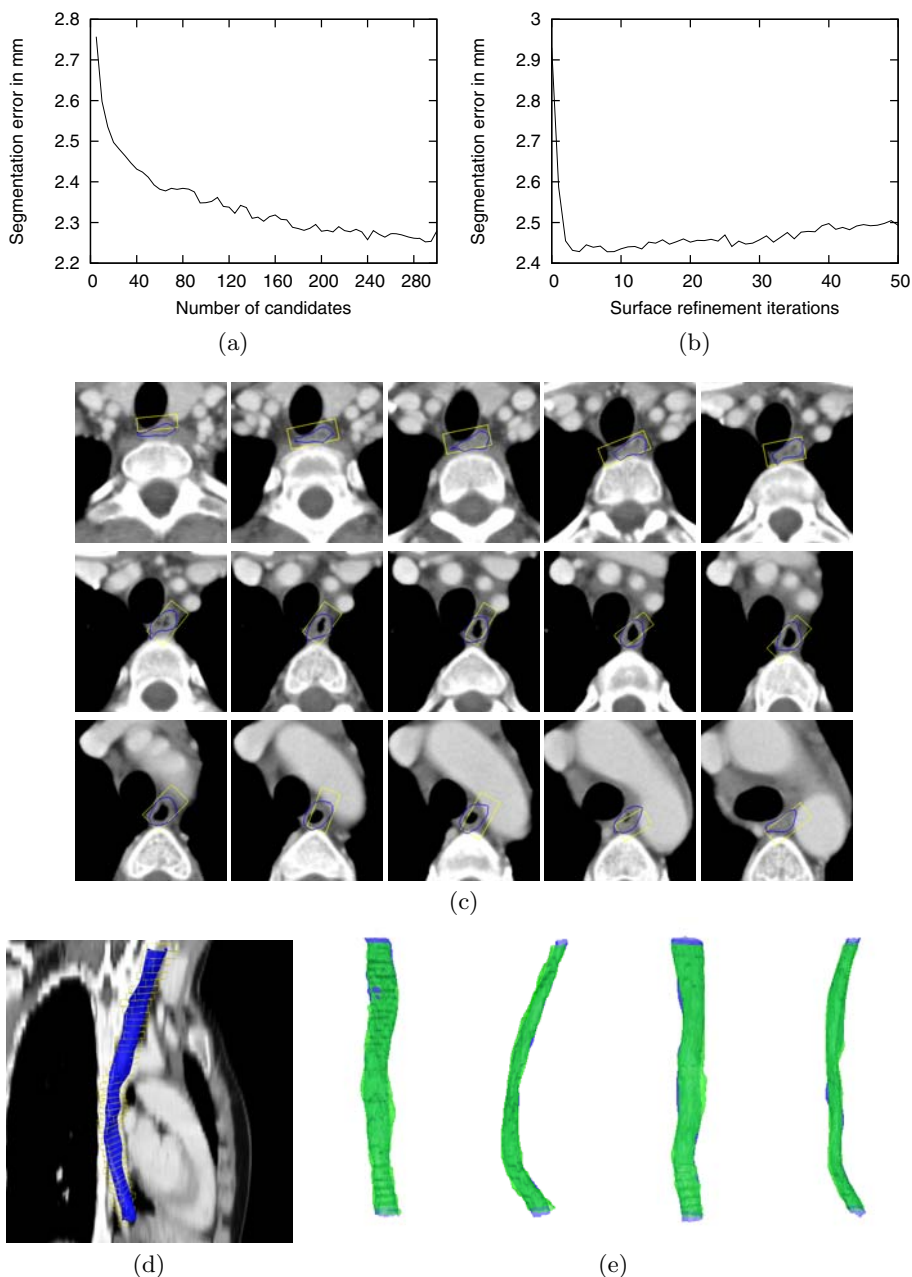 2.8
2.7
2.6
2.5
2.4
2.3
2.2
0 40 80 120 160 200 240 280
Segmentation error in mm
Number of candidates
(a)
3
2.9
2.8
2.7
2.6
2.5
2.4
0 10 20 30 40 50
Segmentation error in mm
Surface refinement iterations
(b)
(c)
(d)
(e)